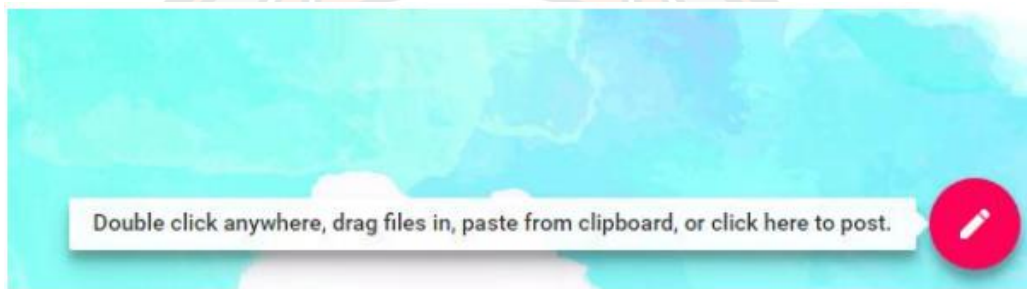 Double click anywhere, drag files in, paste from clipboard, or click here to post.